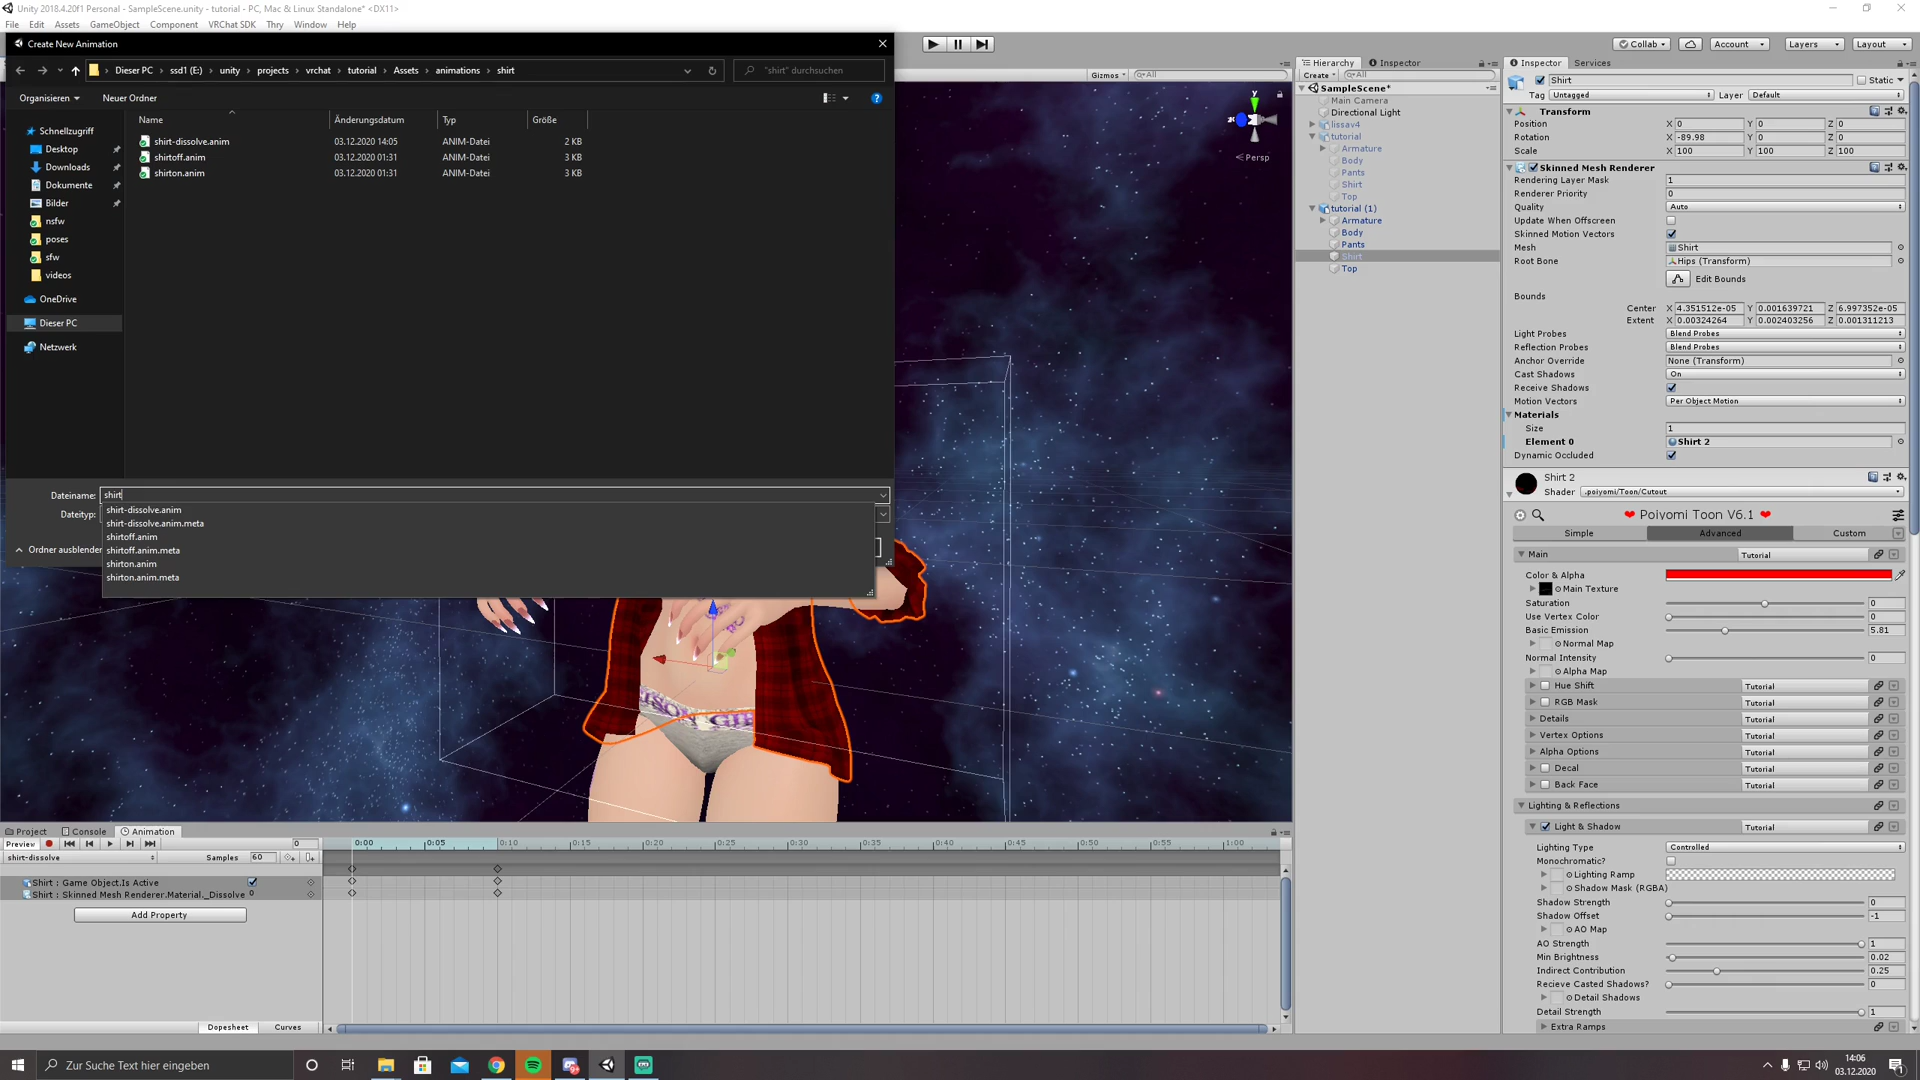 Unity 2018.4.20f1 Personal - SampleScene.unity - tutorial - PC, Mac & Linux Standalone* <DX11>
File Edit Assets GameObject Component VRChat SDK Thry Window Help
Create New Animation
Dieser PC › ssd1 (E:) › unity › projects › vrchat › tutorial › Assets › animations › shirt
"shirt" durchsuchen
Organisieren Neuer Ordner
Name Änderungsdatum Typ Größe
shirt-dissolve.anim 03.12.2020 14:05 ANIM-Datei 2 KB
shirtoff.anim 03.12.2020 01:31 ANIM-Datei 3 KB
shirton.anim 03.12.2020 01:31 ANIM-Datei 3 KB
Schnellzugriff
Desktop
Downloads
Dokumente
Bilder
nsfw
poses
sfw
videos
OneDrive
Dieser PC
Netzwerk
Dateiname: shirt
Dateityp:
Ordner ausblenden
shirt-dissolve.anim
shirt-dissolve.anim.meta
shirtoff.anim
shirtoff.anim.meta
shirton.anim
shirton.anim.meta
Collab Account Layers Layout
Gizmos All
y
x
Persp
Hierarchy Inspector
Create All
SampleScene*
Main Camera
Directional Light
lissav4
tutorial
Armature
Body
Pants
Shirt
Top
tutorial (1)
Armature
Body
Pants
Shirt
Top
Inspector Services
Shirt Static
Tag Untagged Layer Default
Transform
Position X 0 Y 0 Z 0
Rotation X -89.98 Y 0 Z 0
Scale X 100 Y 100 Z 100
Skinned Mesh Renderer
Rendering Layer Mask 1
Renderer Priority 0
Quality Auto
Update When Offscreen
Skinned Motion Vectors
Mesh Shirt
Root Bone Hips (Transform)
Edit Bounds
Bounds
Center X 4.351512e-05 Y 0.001639721 Z 6.997352e-05
Extent X 0.00324264 Y 0.002403256 Z 0.001311213
Light Probes Blend Probes
Reflection Probes Blend Probes
Anchor Override None (Transform)
Cast Shadows On
Receive Shadows
Motion Vectors Per Object Motion
Materials
Size 1
Element 0 Shirt 2
Dynamic Occluded
Shirt 2
Shader .poiyomi/Toon/Cutout
❤ Poiyomi Toon V6.1 ❤
Simple Advanced Custom
Main Tutorial
Color & Alpha
Main Texture
Saturation 0
Use Vertex Color 0
Basic Emission 5.81
Normal Map
Normal Intensity 0
Alpha Map
Hue Shift Tutorial
RGB Mask Tutorial
Details Tutorial
Vertex Options Tutorial
Alpha Options Tutorial
Decal Tutorial
Back Face Tutorial
Lighting & Reflections
Light & Shadow Tutorial
Lighting Type Controlled
Monochromatic?
Lighting Ramp
Shadow Mask (RGBA)
Shadow Strength 0
Shadow Offset -1
AO Map
AO Strength 1
Min Brightness 0.02
Indirect Contribution 0.25
Recieve Casted Shadows? 0
Detail Shadows
Detail Strength 1
Extra Ramps
Project Console Animation
Preview 0 0:00 0:05 0:10 0:15 0:20 0:25 0:30 0:35 0:40 0:45 0:50 0:55 1:00
shirt-dissolve Samples 60
Shirt : Game Object.Is Active
Shirt : Skinned Mesh Renderer.Material._Dissolve 0
Add Property
Dopesheet Curves
Zur Suche Text hier eingeben
14:06
03.12.2020